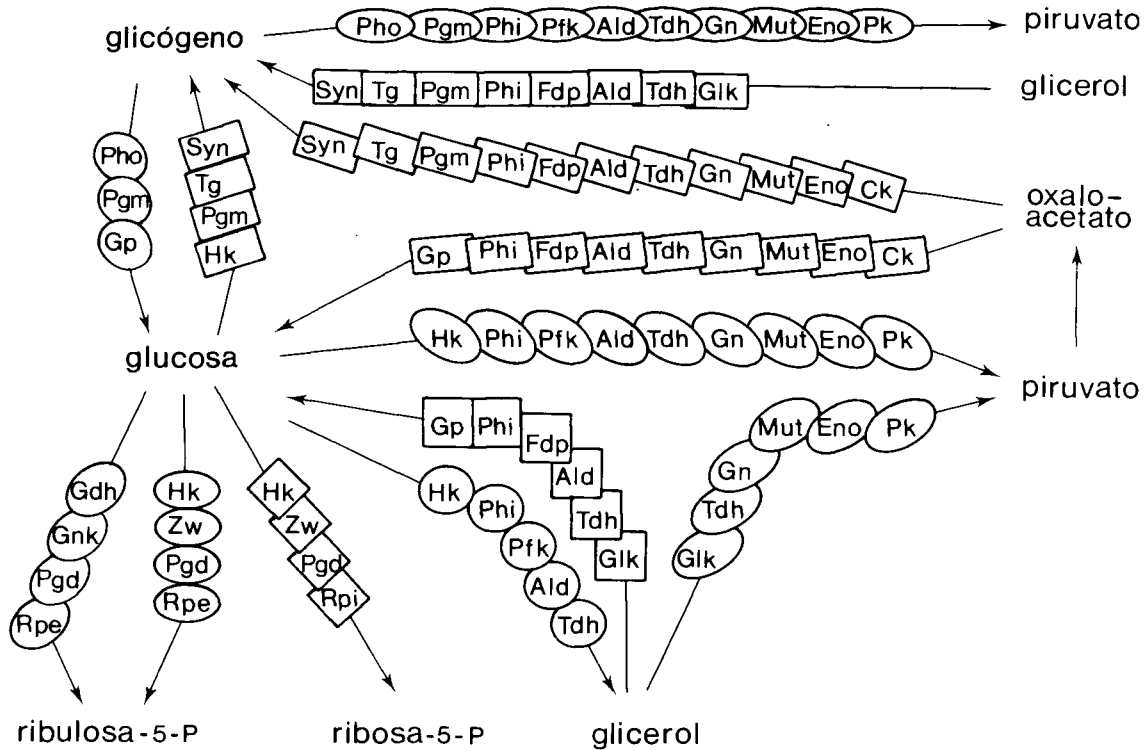 glicógeno
Pho Pgm Phi Pfk Ald Tdh Gn Mut Eno Pk
piruvato
Syn Tg Pgm Phi Fdp Ald Tdh Glk
glicerol
Syn Tg Pgm Phi Fdp Ald Tdh Gn Mut Eno Ck
oxalo-
acetato
Pho
Pgm
Gp
Syn
Tg
Pgm
Hk
Gp Phi Fdp Ald Tdh Gn Mut Eno Ck
glucosa
Hk Phi Pfk Ald Tdh Gn Mut Eno Pk
piruvato
Gdh
Gnk
Pgd
Rpe
Hk
Zw
Pgd
Rpe
Hk
Zw
Pgd
Rpi
Gp Phi Fdp
Ald
Tdh
Glk
Hk
Phi
Pfk
Ald
Tdh
Mut Eno Pk
Gn
Tdh
Glk
ribulosa-5-P
ribosa-5-P
glicerol